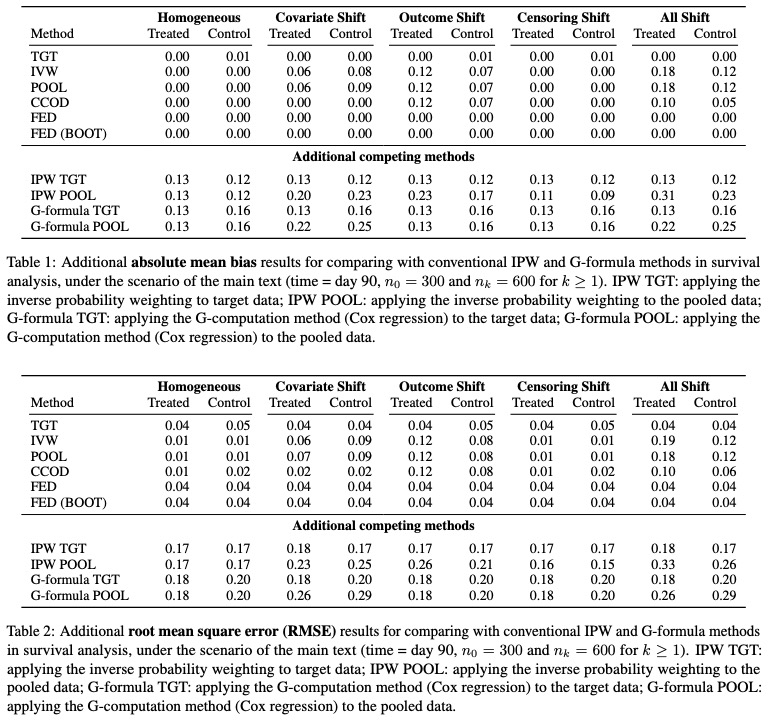 Homogeneous Covariate Shift Outcome Shift Censoring Shift All Shift
Method Treated Control Treated Control Treated Control Treated Control Treated Control
TGT 0.00 0.01 0.00 0.00 0.00 0.01 0.00 0.01 0.00 0.00
IVW 0.00 0.00 0.06 0.08 0.12 0.07 0.00 0.00 0.18 0.12
POOL 0.00 0.00 0.06 0.09 0.12 0.07 0.00 0.00 0.18 0.12
CCOD 0.00 0.00 0.00 0.00 0.12 0.07 0.00 0.00 0.10 0.05
FED 0.00 0.00 0.00 0.00 0.00 0.00 0.00 0.00 0.00 0.00
FED (BOOT) 0.00 0.00 0.00 0.00 0.00 0.00 0.00 0.00 0.00 0.00
Additional competing methods
IPW TGT 0.13 0.12 0.13 0.12 0.13 0.12 0.13 0.12 0.13 0.12
IPW POOL 0.13 0.12 0.20 0.23 0.23 0.17 0.11 0.09 0.31 0.23
G-formula TGT 0.13 0.16 0.13 0.16 0.13 0.16 0.13 0.16 0.13 0.16
G-formula POOL 0.13 0.16 0.22 0.25 0.13 0.16 0.13 0.16 0.22 0.25
Table 1: Additional absolute mean bias results for comparing with conventional IPW and G-formula methods in survival
analysis, under the scenario of the main text (time = day 90, n₀ = 300 and nₖ = 600 for k ≥ 1). IPW TGT: applying the
inverse probability weighting to target data; IPW POOL: applying the inverse probability weighting to the pooled data;
G-formula TGT: applying the G-computation method (Cox regression) to the target data; G-formula POOL: applying the
G-computation method (Cox regression) to the pooled data.
Homogeneous Covariate Shift Outcome Shift Censoring Shift All Shift
Method Treated Control Treated Control Treated Control Treated Control Treated Control
TGT 0.04 0.05 0.04 0.04 0.04 0.05 0.04 0.05 0.04 0.04
IVW 0.01 0.01 0.06 0.09 0.12 0.08 0.01 0.01 0.19 0.12
POOL 0.01 0.01 0.07 0.09 0.12 0.08 0.01 0.01 0.18 0.12
CCOD 0.01 0.02 0.02 0.02 0.12 0.08 0.01 0.02 0.10 0.06
FED 0.04 0.04 0.04 0.04 0.04 0.04 0.04 0.04 0.04 0.04
FED (BOOT) 0.04 0.04 0.04 0.04 0.04 0.04 0.04 0.04 0.04 0.04
Additional competing methods
IPW TGT 0.17 0.17 0.18 0.17 0.17 0.17 0.17 0.17 0.18 0.17
IPW POOL 0.17 0.17 0.23 0.25 0.26 0.21 0.16 0.15 0.33 0.26
G-formula TGT 0.18 0.20 0.18 0.20 0.18 0.20 0.18 0.20 0.18 0.20
G-formula POOL 0.18 0.20 0.26 0.29 0.18 0.20 0.18 0.20 0.26 0.29
Table 2: Additional root mean square error (RMSE) results for comparing with conventional IPW and G-formula methods
in survival analysis, under the scenario of the main text (time = day 90, n₀ = 300 and nₖ = 600 for k ≥ 1). IPW TGT:
applying the inverse probability weighting to target data; IPW POOL: applying the inverse probability weighting to the
pooled data; G-formula TGT: applying the G-computation method (Cox regression) to the target data; G-formula POOL:
applying the G-computation method (Cox regression) to the pooled data.